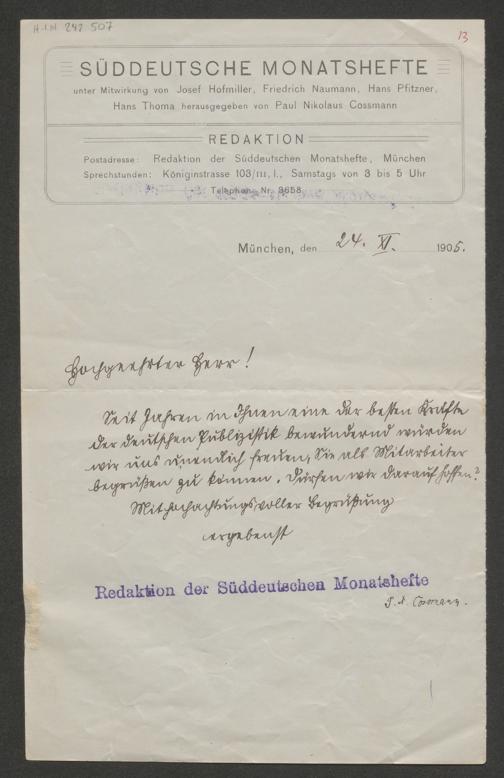 H.I.N. 242.507
13
SÜDDEUTSCHE MONATSHEFTE
unter Mitwirkung von Josef Hofmiller, Friedrich Naumann, Hans Pfitzner,
Hans Thoma herausgegeben von Paul Nikolaus Cossmann
REDAKTION
Postadresse: Redaktion der Süddeutschen Monatshefte, München
Sprechstunden: Königinstrasse 103/III, l., Samstags von 3 bis 5 Uhr
Telephon Nr. 8658
München, den 24. XI. 1905.
Hochgeehrter Herr!
Seit Jahren in Ihnen eine der besten Kräfte
der deutschen Publizistik bewundernd würden
wir uns unendlich freuen, Sie als Mitarbeiter
begrüßen zu können. Dürfen wir darauf hoffen?
Mit hochachtungsvoller Begrüßung
ergebenst
Redaktion der Süddeutschen Monatshefte
P. N. Cossmann.